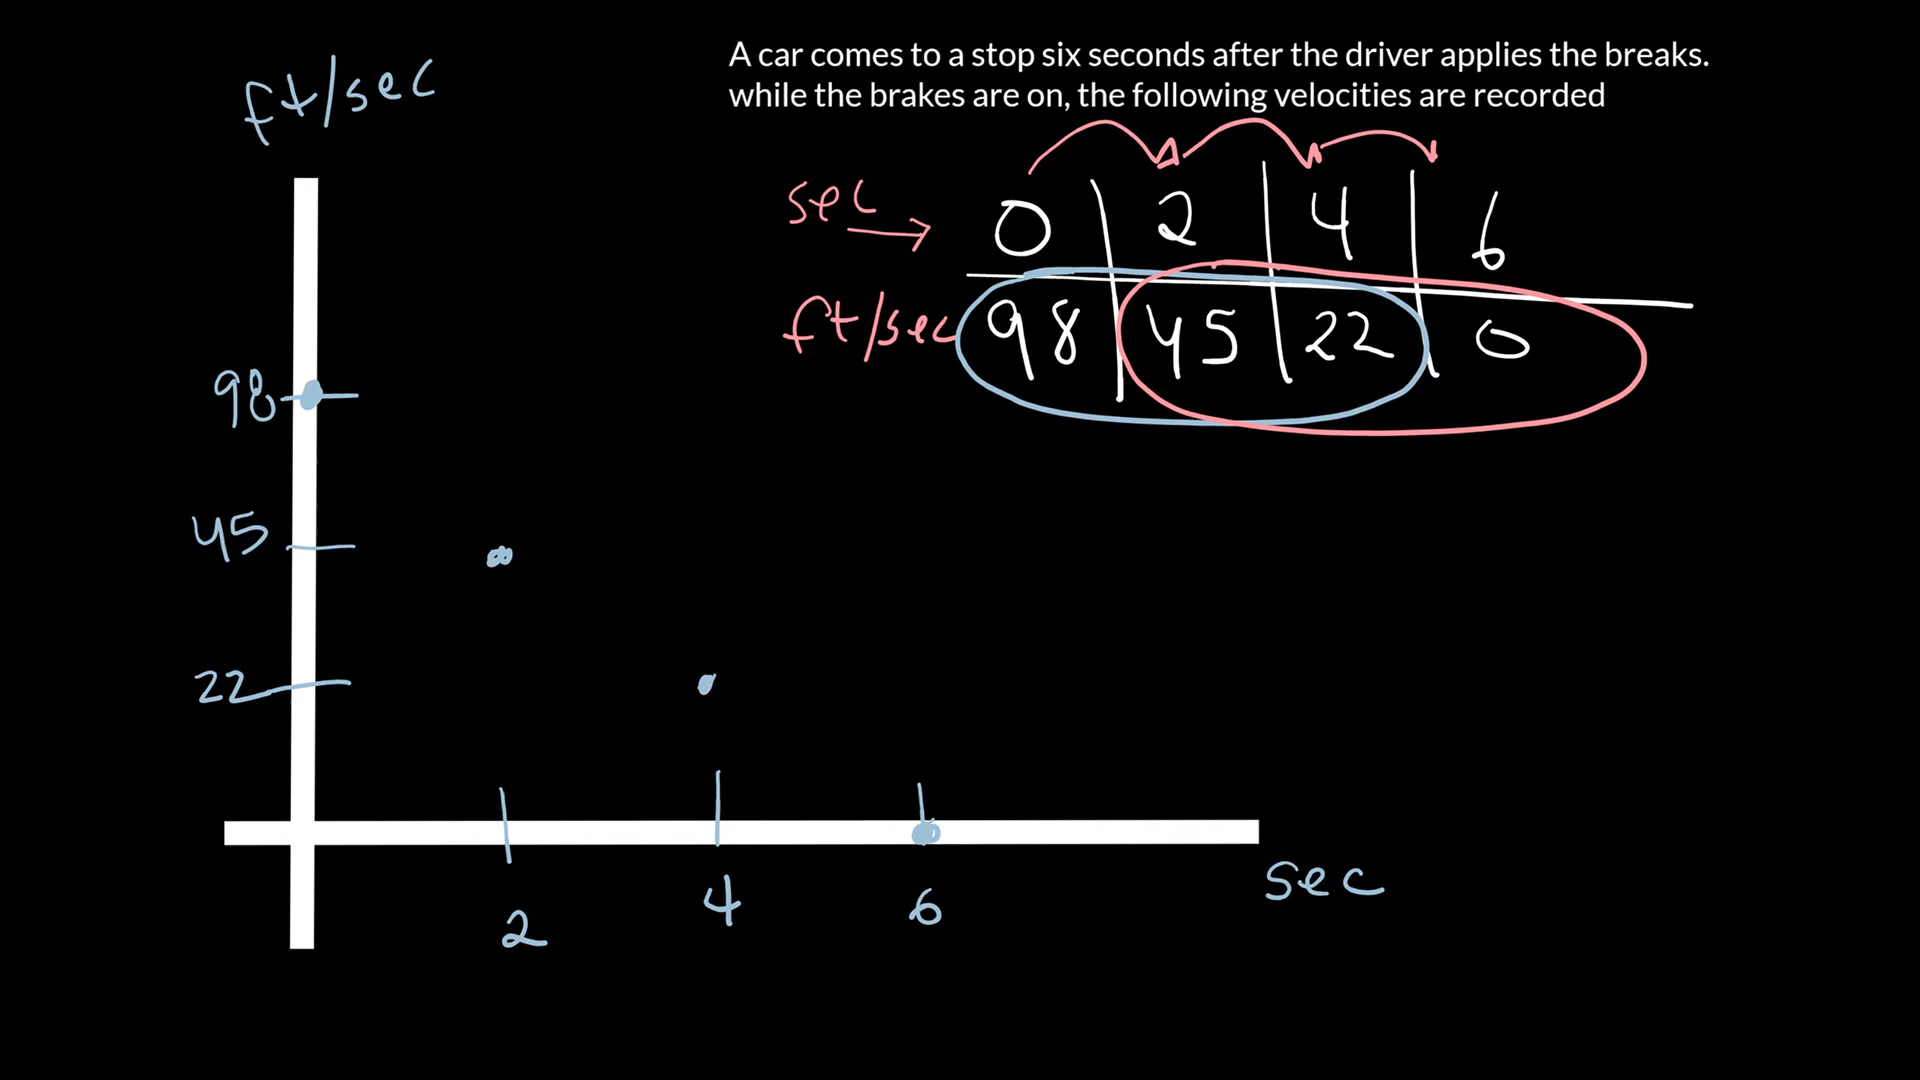 A car comes to a stop six seconds after the driver applies the breaks.
while the brakes are on, the following velocities are recorded
ft/sec
sec 0 2 4 6
ft/sec 98 45 22 0
98
45
22
2 4 6
sec